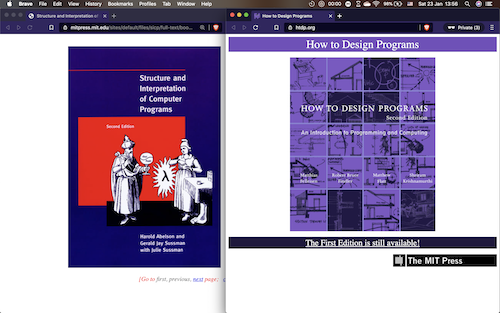 Brave File Edit View History Bookmarks Profiles Tab Window Help
00:00
98%
Sat 23 Jan 13:56
Structure and Interpretation of
mitpress.mit.edu/sites/default/files/sicp/full-text/boo...
Structure and
Interpretation
of Computer
Programs
Second Edition
Harold Abelson and
Gerald Jay Sussman
with Julie Sussman
[Go to first, previous, next page;
How to Design Programs
htdp.org
Private (3)
How to Design Programs
HOW TO DESIGN PROGRAMS
Second Edition
An Introduction to Programming and Computing
Matthias
Felleisen
Robert Bruce
Findler
Matthew
Flatt
Shriram
Krishnamurthi
The First Edition is still available!
The MIT Press